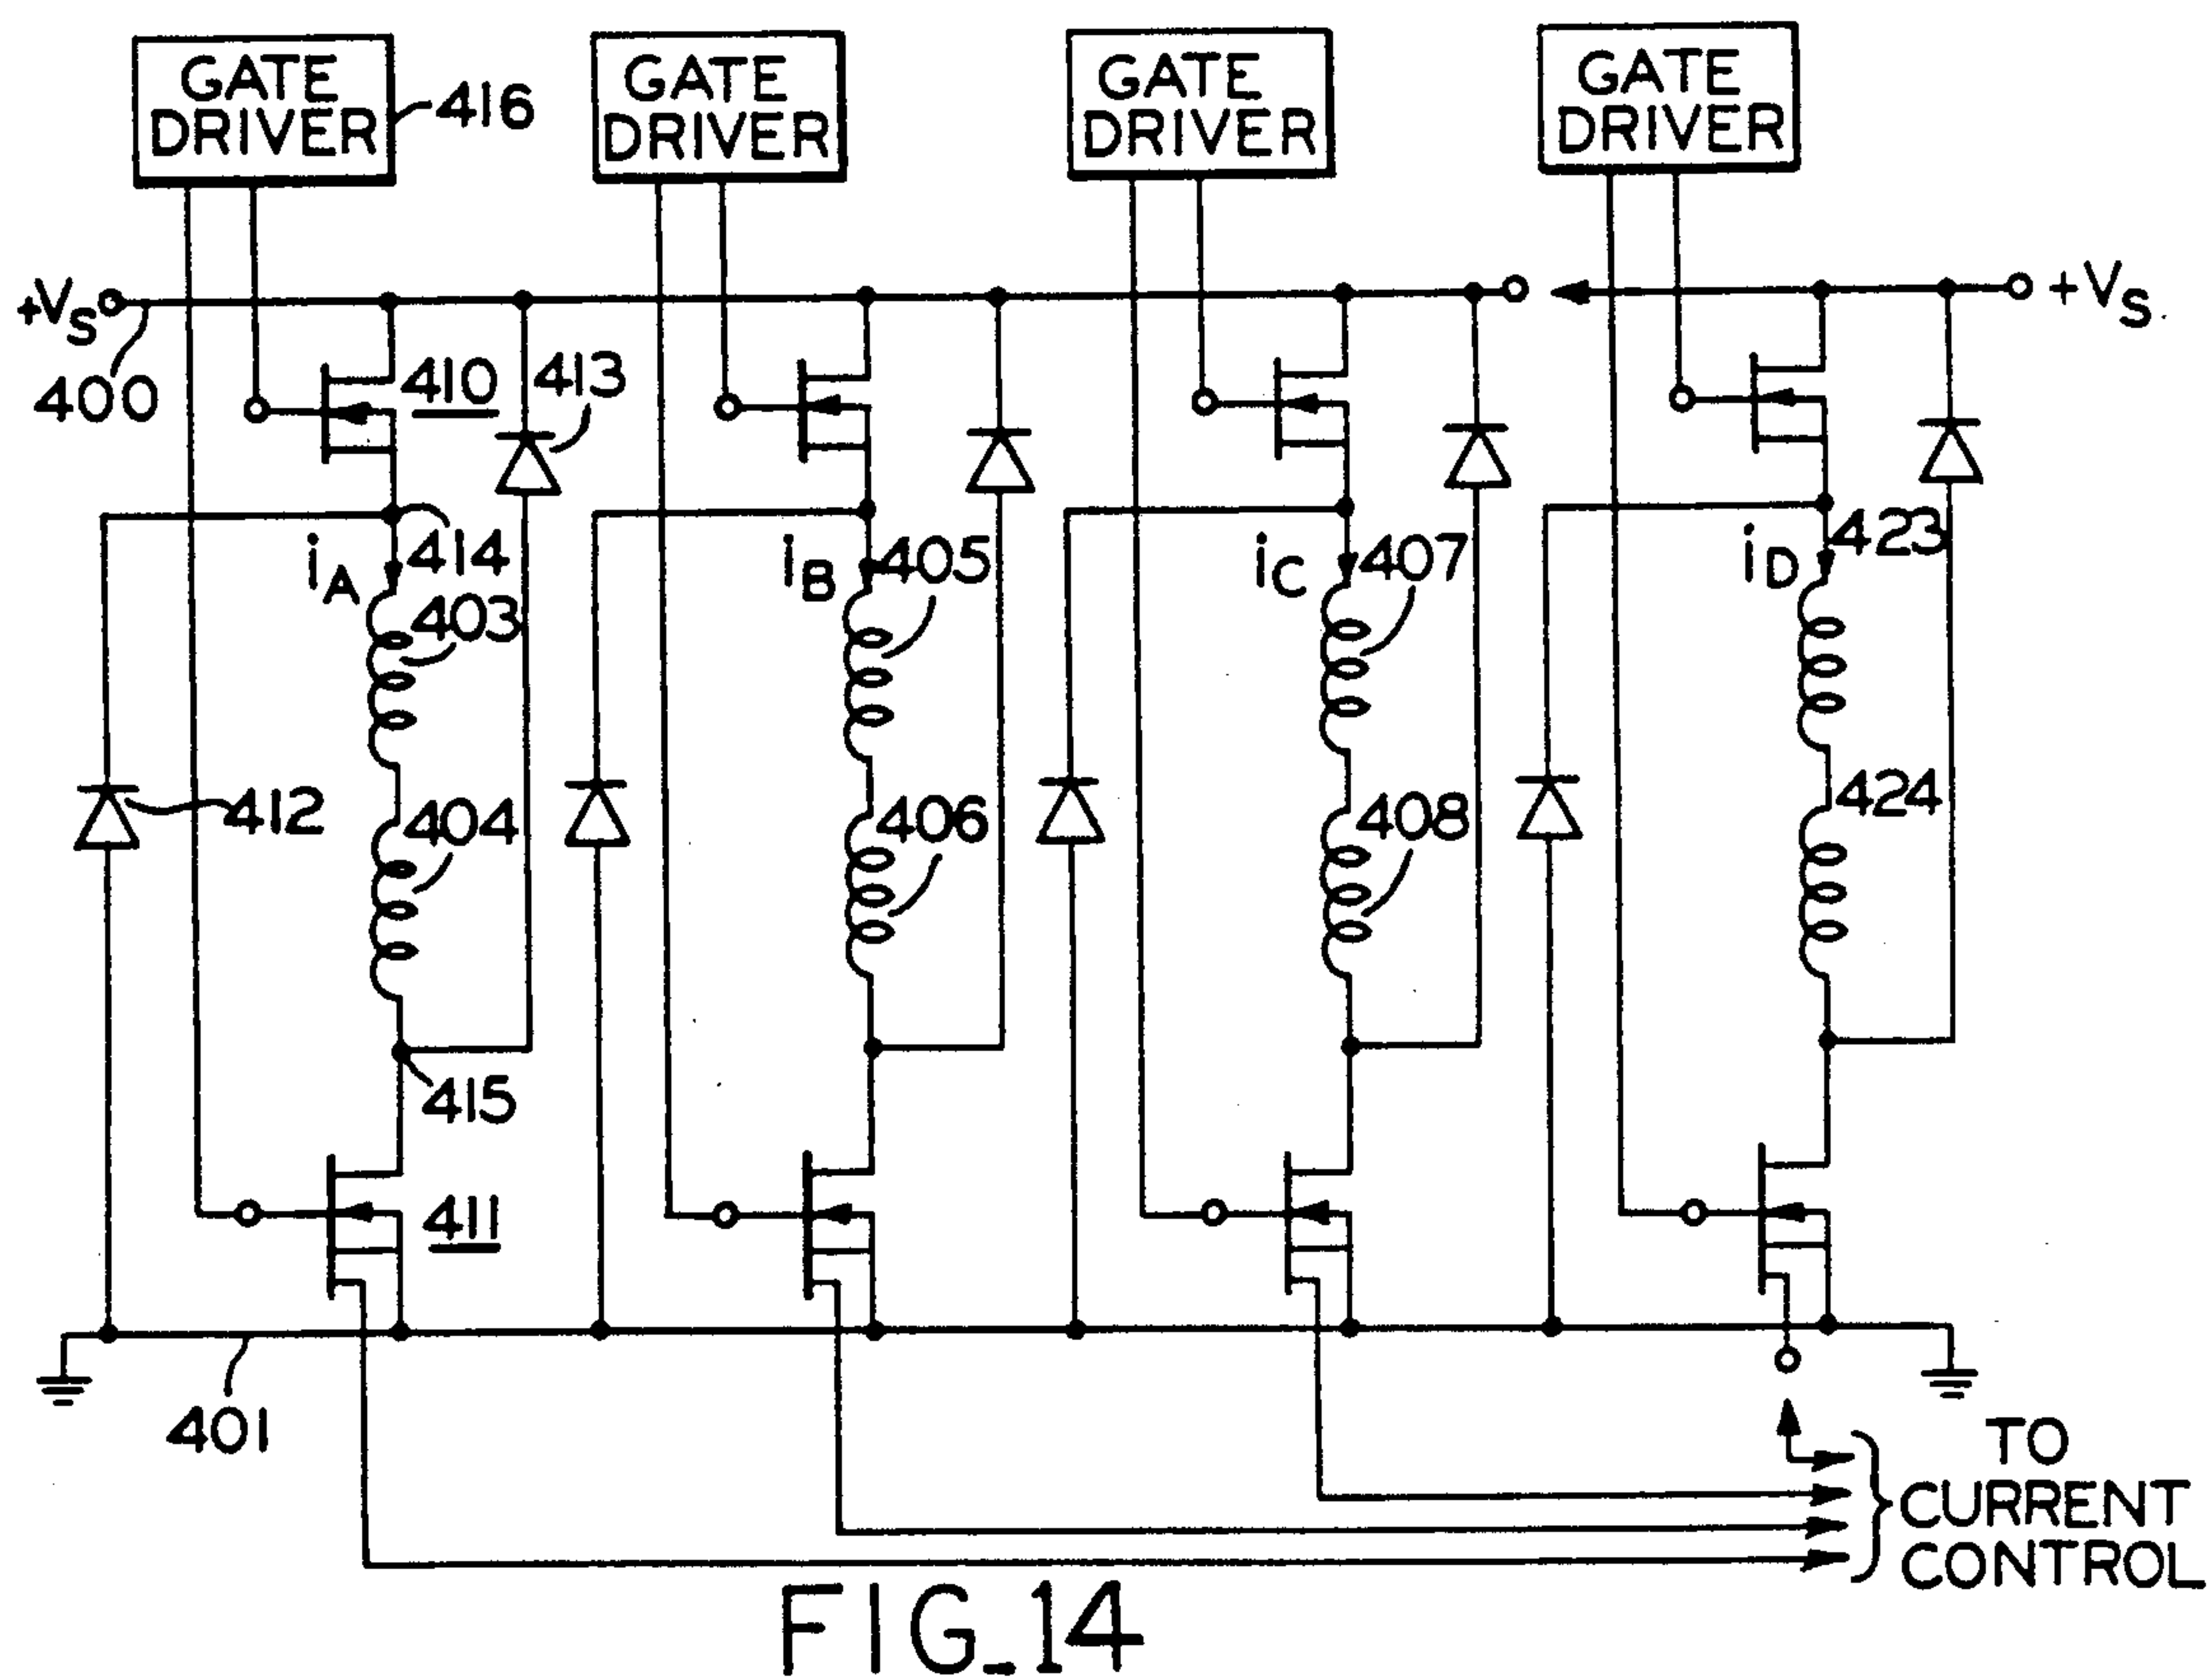 GATE
DRIVER
416
GATE
DRIVER
GATE
DRIVER
GATE
DRIVER
+VS
400
410
413
+VS
414
iA
403
iB
405
iC
407
iD
423
412
404
406
408
424
415
411
401
TO
CURRENT
CONTROL
FIG_14